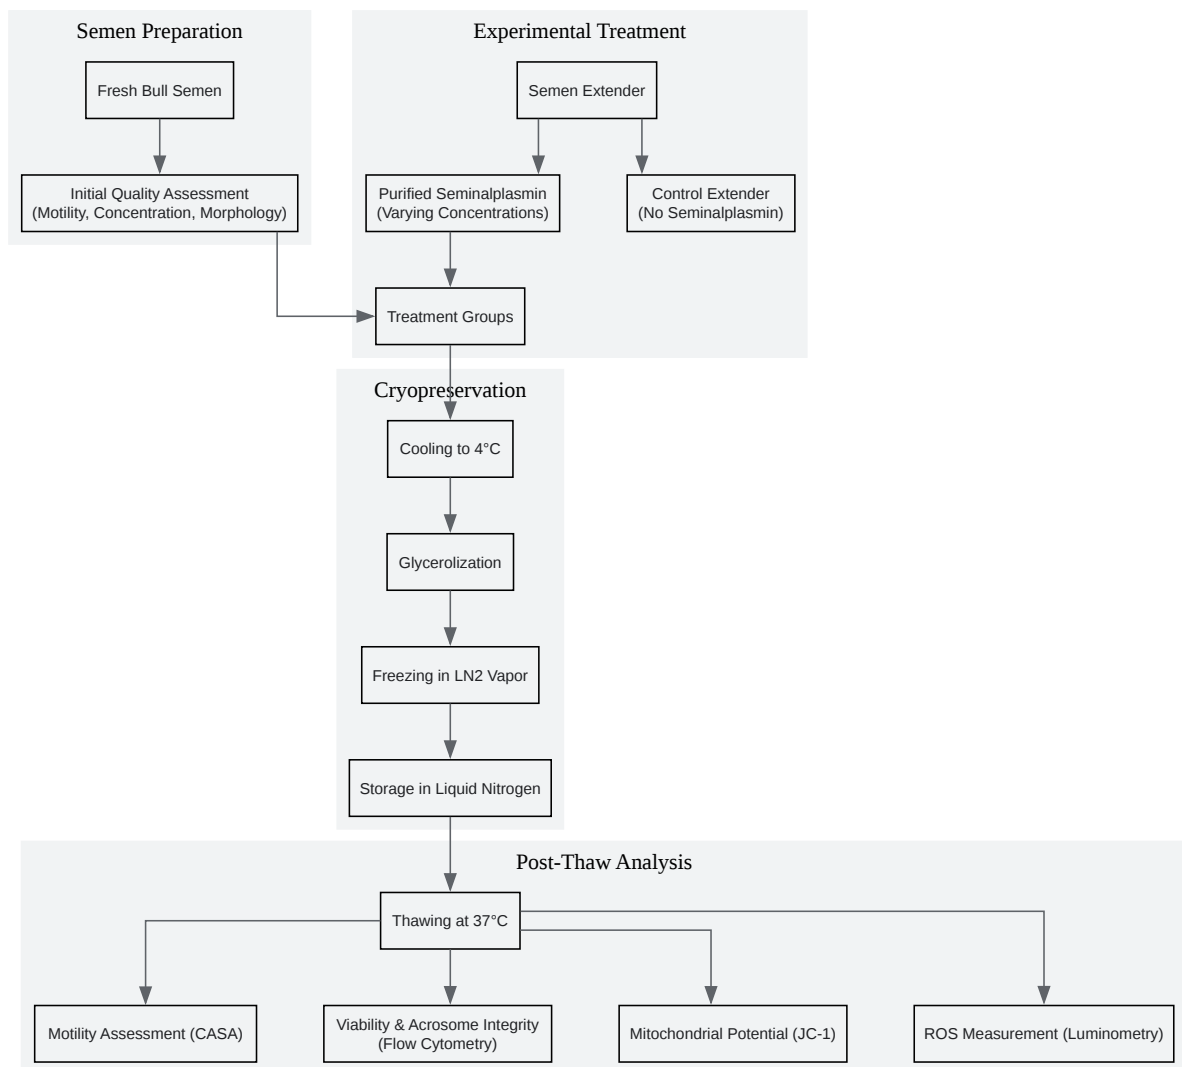 Semen Preparation
Fresh Bull Semen
Initial Quality Assessment
(Motility, Concentration, Morphology)
Experimental Treatment
Semen Extender
Purified Seminalplasmin
(Varying Concentrations)
Control Extender
(No Seminalplasmin)
Treatment Groups
Cryopreservation
Cooling to 4°C
Glycerolization
Freezing in LN2 Vapor
Storage in Liquid Nitrogen
Post-Thaw Analysis
Thawing at 37°C
Motility Assessment (CASA)
Viability & Acrosome Integrity
(Flow Cytometry)
Mitochondrial Potential (JC-1)
ROS Measurement (Luminometry)